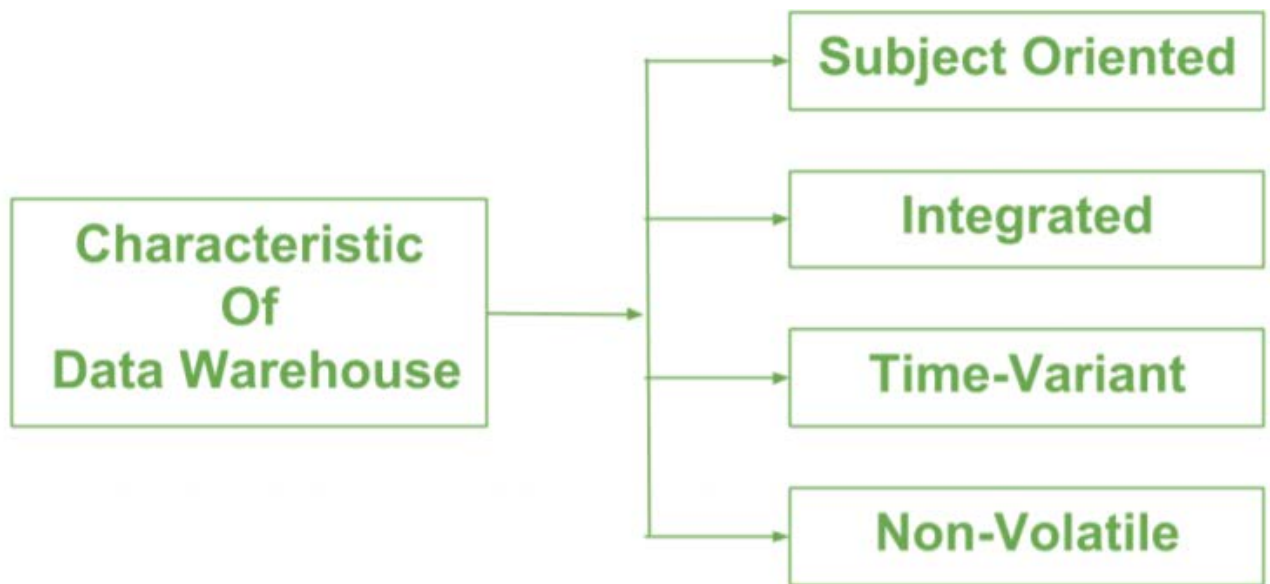 Characteristic
Of
Data Warehouse
Subject Oriented
Integrated
Time-Variant
Non-Volatile